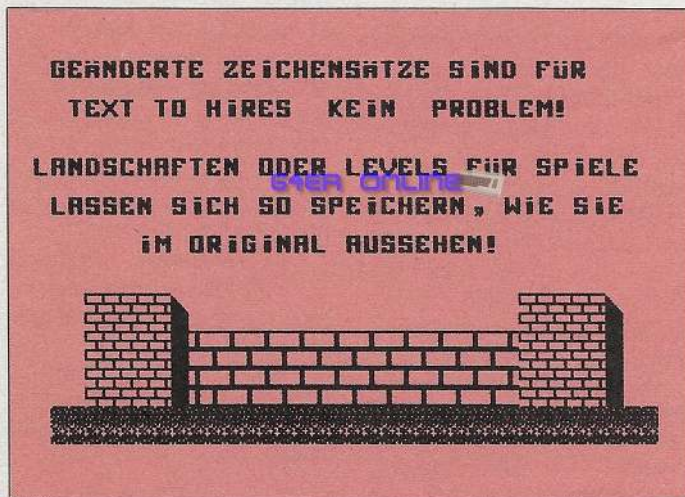 GEÄNDERTE ZEiCHENSÄTZE SiND FüR
TEXT TO HiRES KEiN PROBLEM!
LANDSCHAFTEN ODER LEVELS FüR SPiELE
64ER ONLINE
LASSEN SiCH SO SPEiCHERN, WiE SiE
iM ORiGiNAL AUSSEHEN!